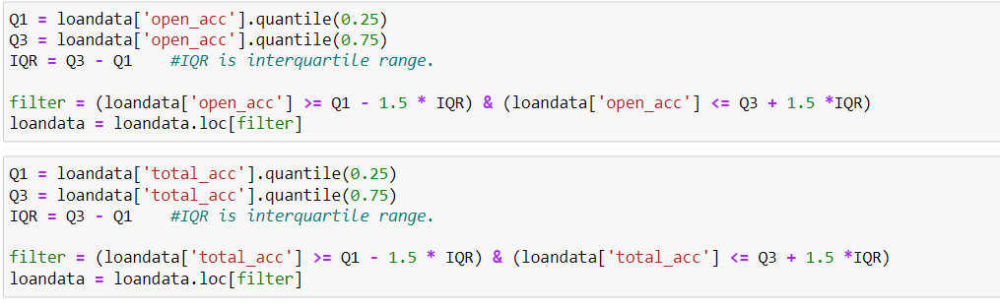 Q1 = loandata['open_acc'].quantile(0.25)
Q3 = loandata['open_acc'].quantile(0.75)
IQR = Q3 - Q1    #IQR is interquartile range.
filter = (loandata['open_acc'] >= Q1 - 1.5 * IQR) & (loandata['open_acc'] <= Q3 + 1.5 *IQR)
loandata = loandata.loc[filter]
Q1 = loandata['total_acc'].quantile(0.25)
Q3 = loandata['total_acc'].quantile(0.75)
IQR = Q3 - Q1    #IQR is interquartile range.
filter = (loandata['total_acc'] >= Q1 - 1.5 * IQR) & (loandata['total_acc'] <= Q3 + 1.5 *IQR)
loandata = loandata.loc[filter]